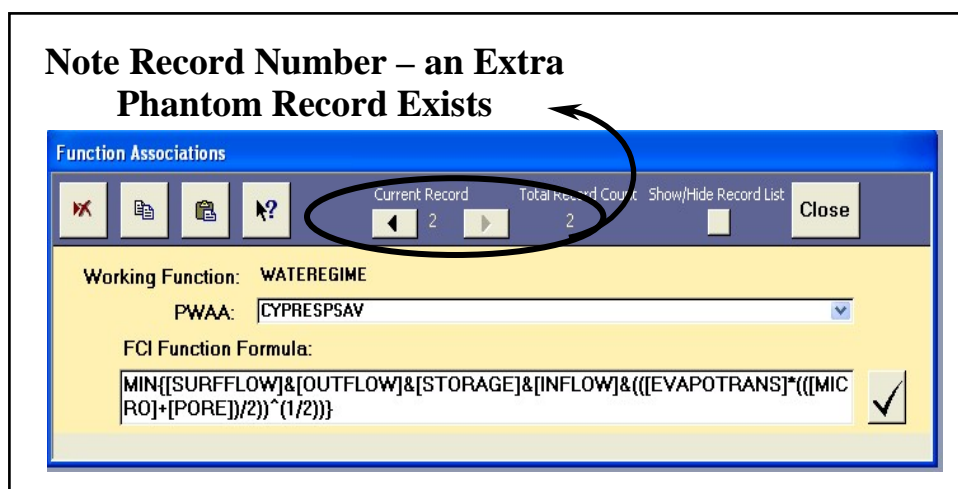 Note Record Number – an Extra
Phantom Record Exists
Function Associations
Current Record Total Record Count Show/Hide Record List
2 2 Close
Working Function: WATEREGIME
PWAA: CYPRESPSAV
FCI Function Formula:
MIN{[SURFFLOW]&[OUTFLOW]&[STORAGE]&[INFLOW]&(([EVAPOTRANS]*(([MIC
RO]+[PORE])/2))^(1/2))}